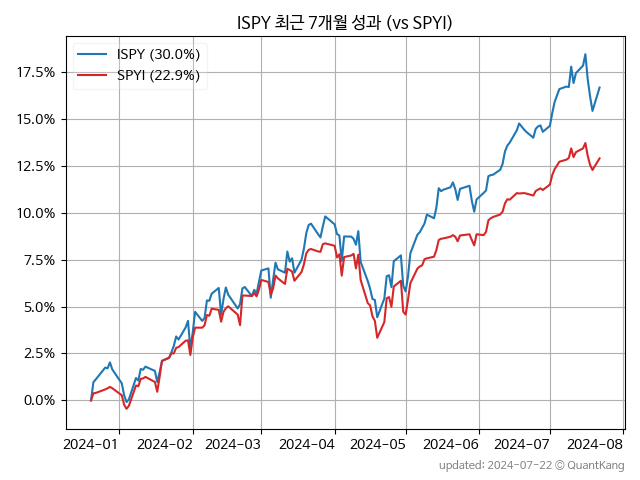 ISPY 최근 7개월 성과 (vs SPYI)
ISPY (30.0%)
SPYI (22.9%)
17.5%
15.0%
12.5%
10.0%
7.5%
5.0%
2.5%
0.0%
2024-01 2024-02 2024-03 2024-04 2024-05 2024-06 2024-07 2024-08
updated: 2024-07-22 © QuantKang